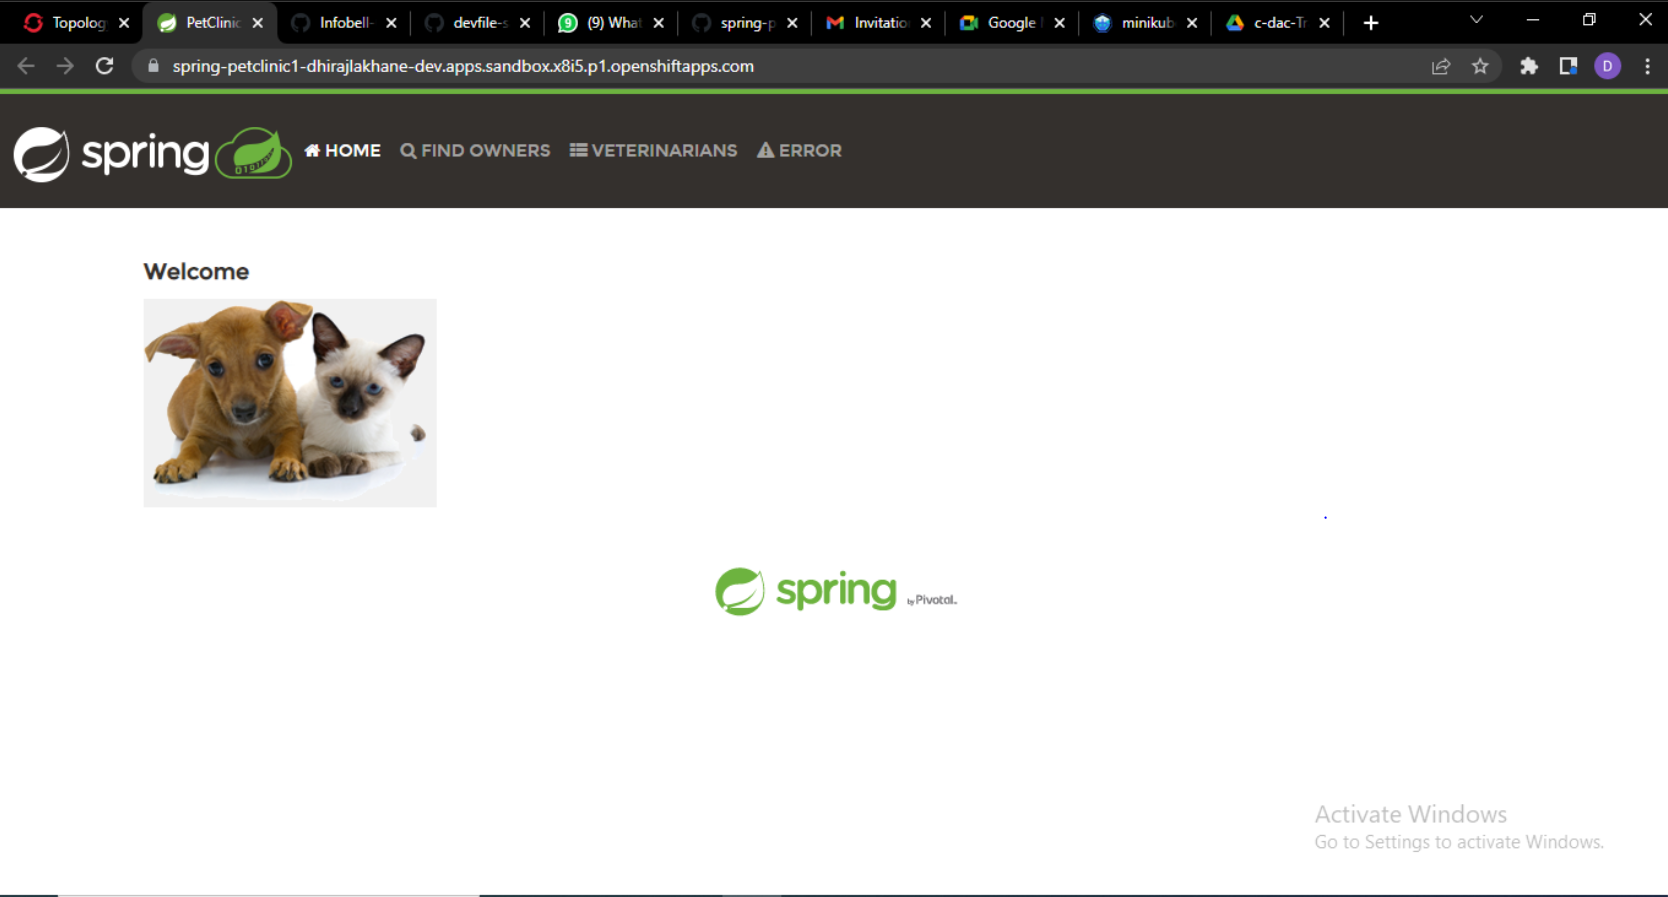 Topolog
PetClinic
Infobell-
devfile-s
(9) What
spring-p
Invitatio
Google
minikub
c-dac-Tr
spring-petclinic1-dhirajlakhane-dev.apps.sandbox.x8i5.p1.openshiftapps.com
D
spring
HOME
FIND OWNERS
VETERINARIANS
ERROR
Welcome
spring by Pivotal.
Activate Windows
Go to Settings to activate Windows.